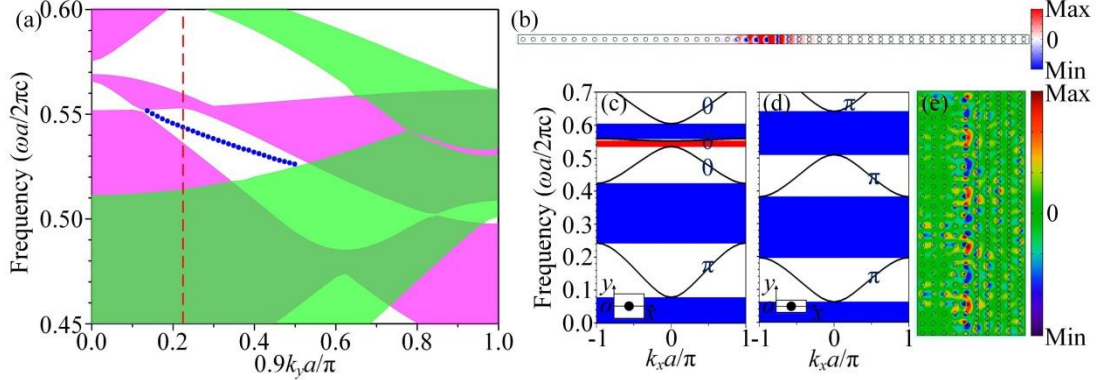 (a)
0.60
0.55
0.50
0.45
Frequency (ωa/2πc)
0.0 0.2 0.4 0.6 0.8 1.0
0.9kya/π
(b)
Max
0
Min
(c)
0.7
0.6
0.5
0.4
0.3
0.2
0.1
0.0
Frequency (ωa/2πc)
0
0
0
π
y
o x
-1 0 1
kxa/π
(d)
π
π
π
y
o x
-1 0 1
kxa/π
(e)
Max
0
Min